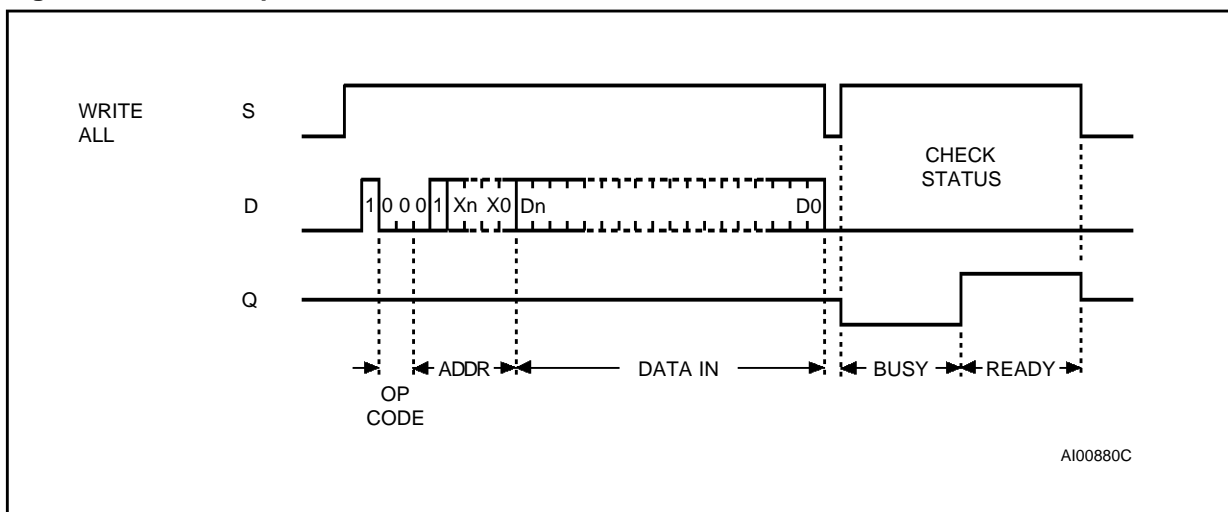 WRITE
ALL
S
CHECK
STATUS
D
1 0 0 0 1 Xn X0 Dn D0
Q
ADDR DATA IN BUSY READY
OP
CODE
AI00880C